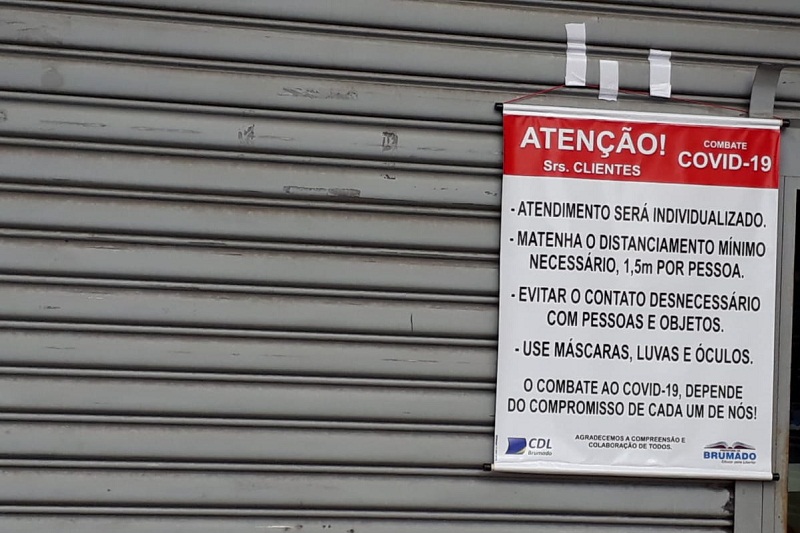 ATENÇÃO!
Srs. CLIENTES
COMBATE
COVID-19
- ATENDIMENTO SERÁ INDIVIDUALIZADO.
- MATENHA O DISTANCIAMENTO MÍNIMO
NECESSÁRIO, 1,5m POR PESSOA.
- EVITAR O CONTATO DESNECESSÁRIO
COM PESSOAS E OBJETOS.
- USE MÁSCARAS, LUVAS E ÓCULOS.
O COMBATE AO COVID-19, DEPENDE
DO COMPROMISSO DE CADA UM DE NÓS!
CDL
Brumado
AGRADECEMOS A COMPREENSÃO E
COLABORAÇÃO DE TODOS.
BRUMADO